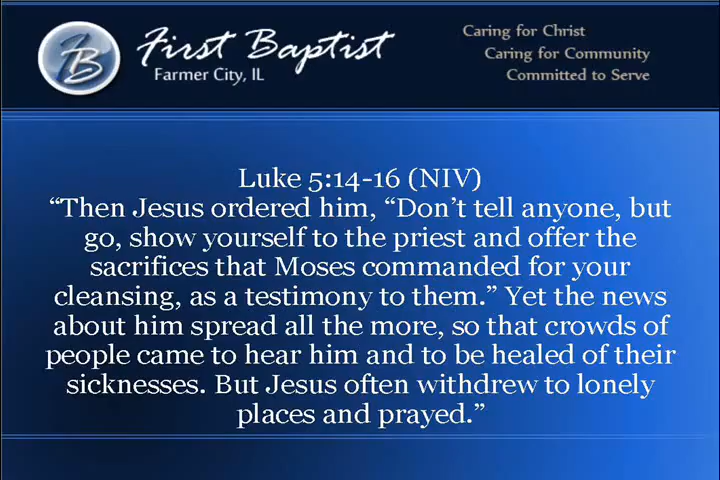 FB
First Baptist
Farmer City, IL
Caring for Christ
Caring for Community
Committed to Serve
Luke 5:14-16 (NIV)
“Then Jesus ordered him, “Don’t tell anyone, but
go, show yourself to the priest and offer the
sacrifices that Moses commanded for your
cleansing, as a testimony to them.” Yet the news
about him spread all the more, so that crowds of
people came to hear him and to be healed of their
sicknesses. But Jesus often withdrew to lonely
places and prayed.”